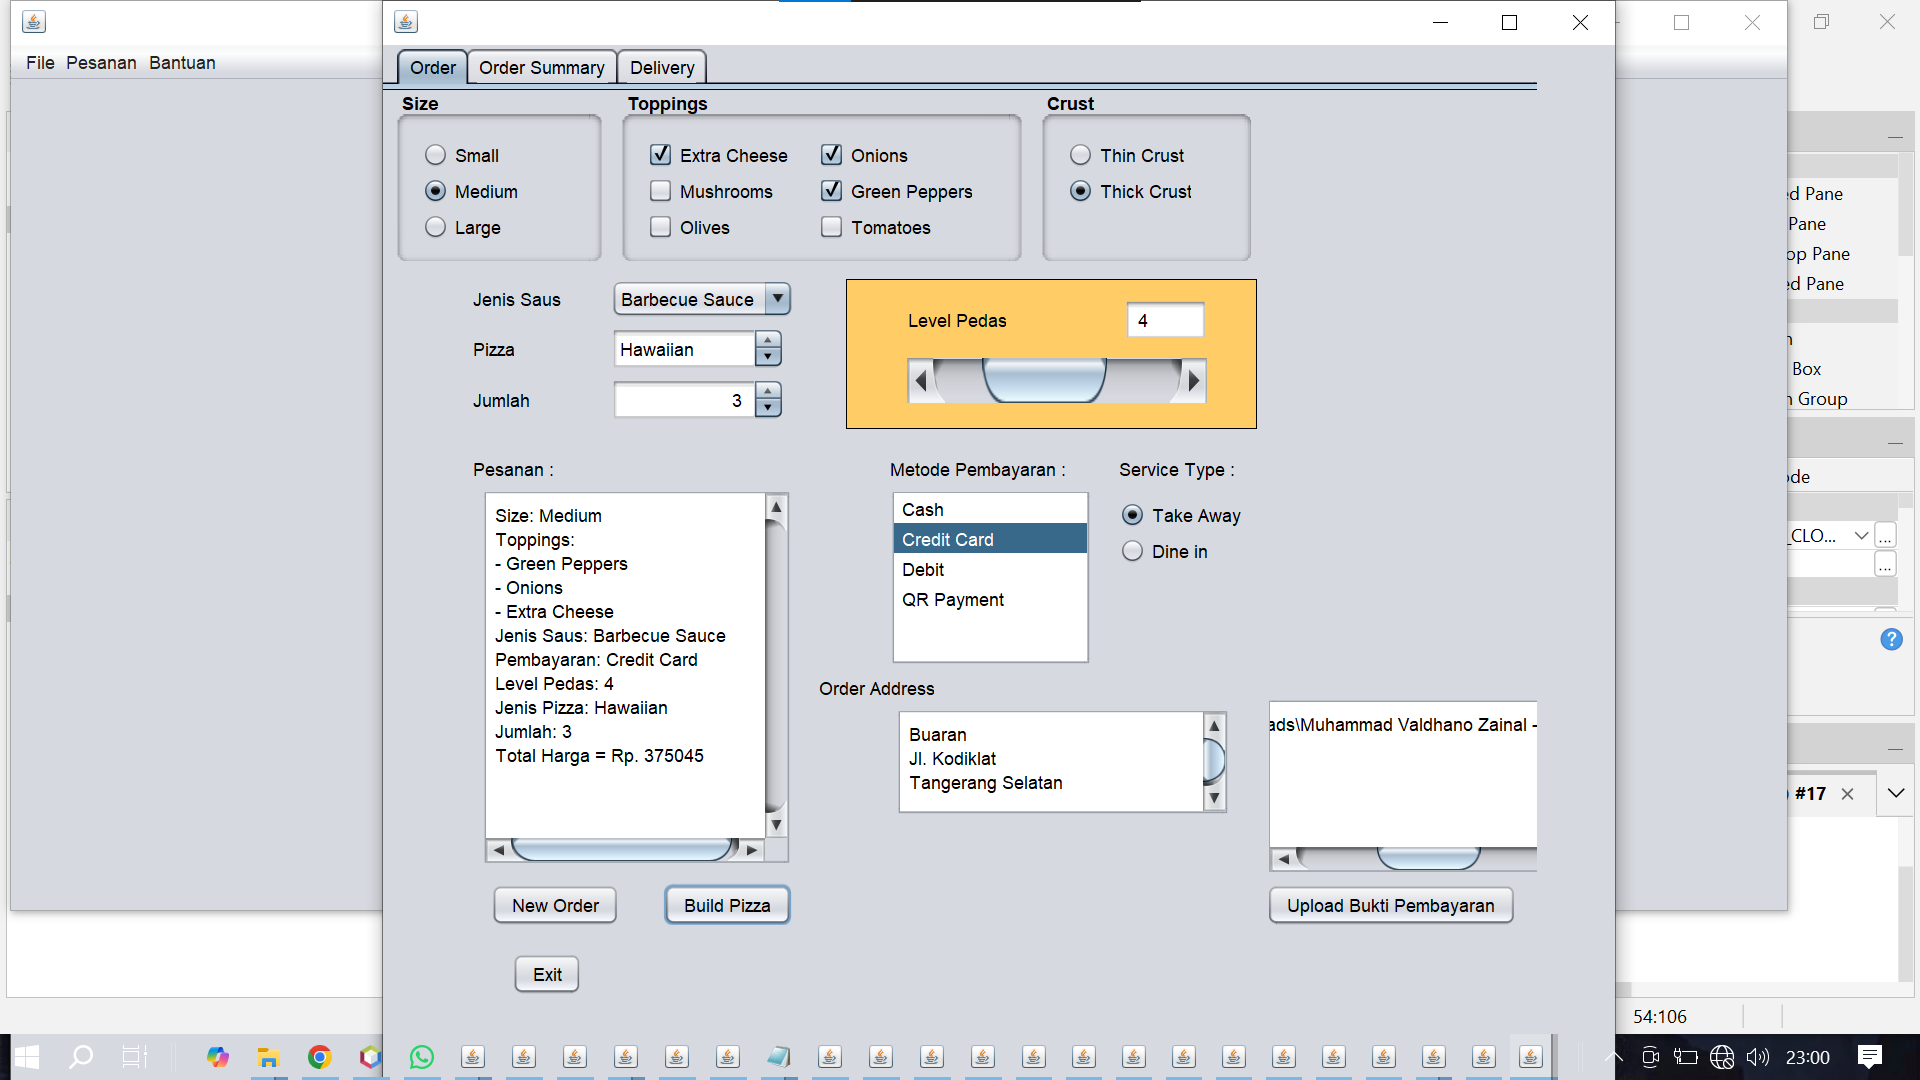 File Pesanan Bantuan
Order Order Summary Delivery
Size
Small
Medium
Large
Toppings
Extra Cheese
Onions
Mushrooms
Green Peppers
Olives
Tomatoes
Crust
Thin Crust
Thick Crust
Jenis Saus
Barbecue Sauce
Pizza
Hawaiian
Jumlah
3
Level Pedas
4
Pesanan :
Size: Medium
Toppings:
- Green Peppers
- Onions
- Extra Cheese
Jenis Saus: Barbecue Sauce
Pembayaran: Credit Card
Level Pedas: 4
Jenis Pizza: Hawaiian
Jumlah: 3
Total Harga = Rp. 375045
Metode Pembayaran :
Cash
Credit Card
Debit
QR Payment
Service Type :
Take Away
Dine in
Order Address
Buaran
Jl. Kodiklat
Tangerang Selatan
ads\Muhammad Valdhano Zainal -
New Order
Build Pizza
Upload Bukti Pembayaran
Exit
ed Pane
Pane
op Pane
ed Pane
Box
Group
ode
_CLO...
...
...
#17
54:106
23:00